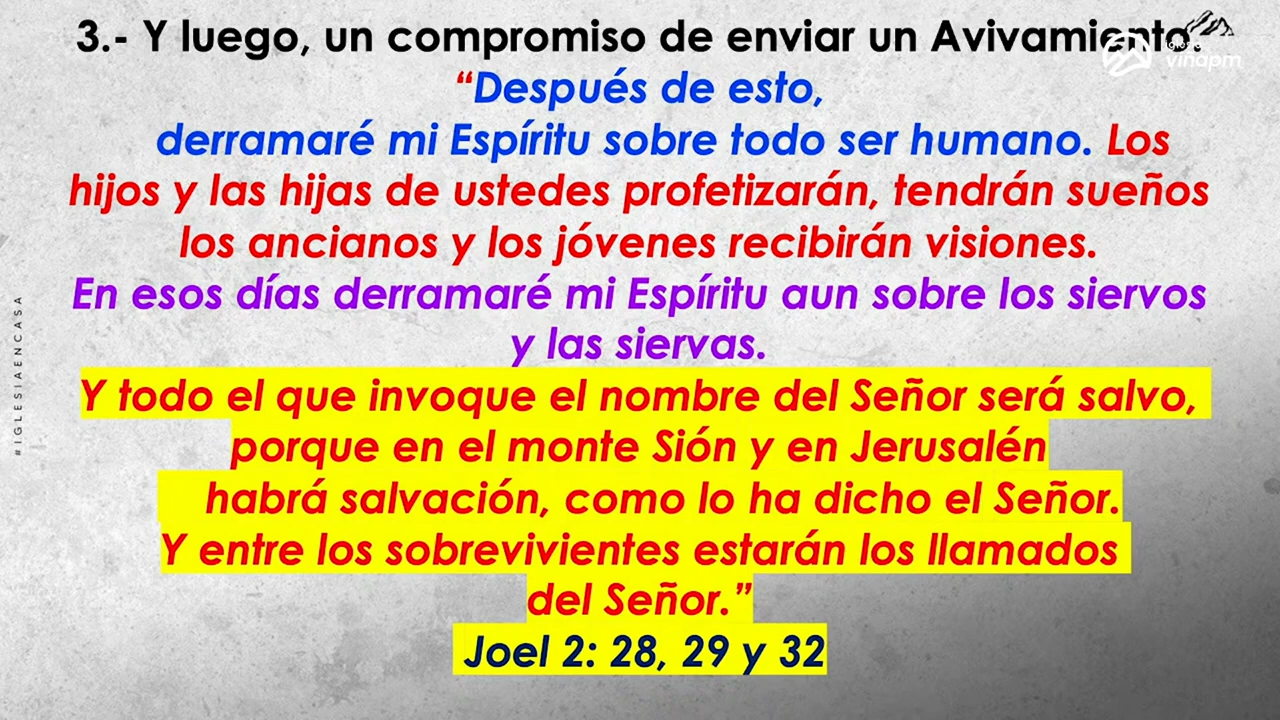 3.- Y luego, un compromiso de enviar un Avivamiento
Iglesia
vinapm
“Después de esto,
derramaré mi Espíritu sobre todo ser humano. Los
hijos y las hijas de ustedes profetizarán, tendrán sueños
los ancianos y los jóvenes recibirán visiones.
En esos días derramaré mi Espíritu aun sobre los siervos
y las siervas.
Y todo el que invoque el nombre del Señor será salvo,
porque en el monte Sión y en Jerusalén
habrá salvación, como lo ha dicho el Señor.
Y entre los sobrevivientes estarán los llamados
del Señor.”
Joel 2: 28, 29 y 32
#IGLESIAENCASA